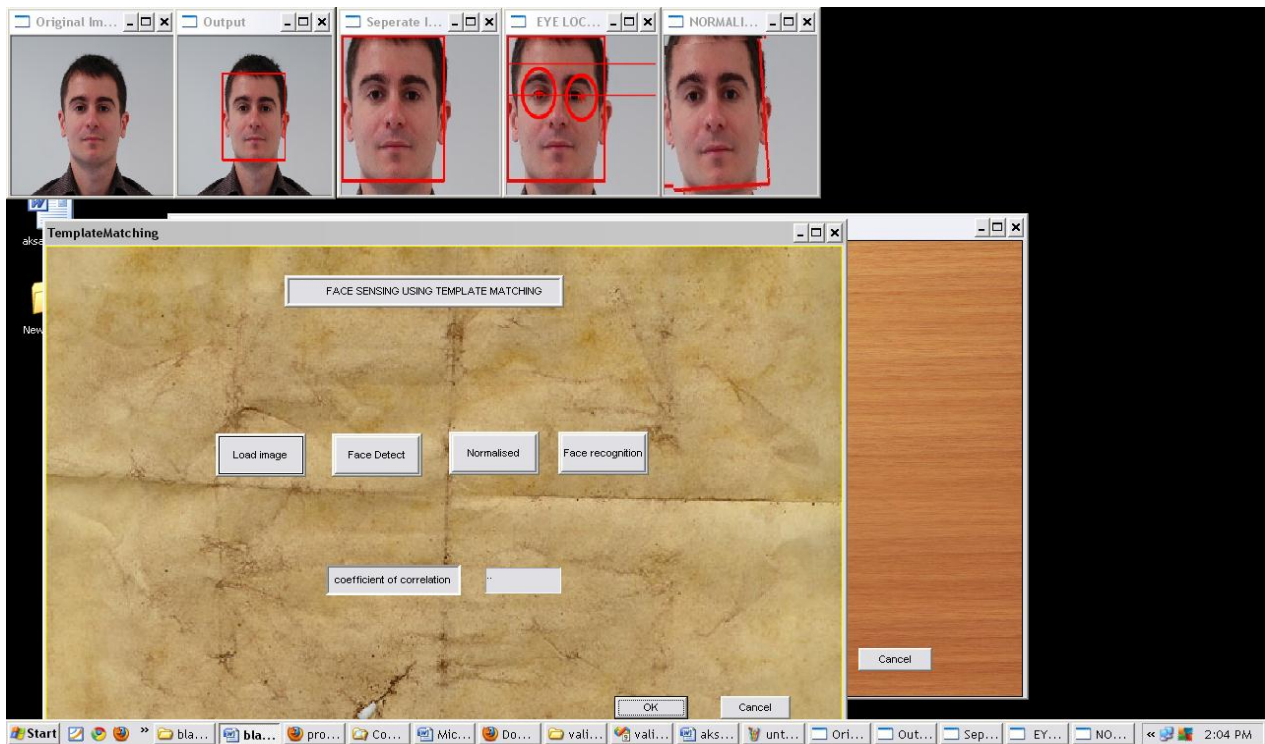 Original Im...
Output
Seperate I...
EYE LOC...
NORMALI...
aksa
New
TemplateMatching
FACE SENSING USING TEMPLATE MATCHING
Load image
Face Detect
Normalised
Face recognition
coefficient of correlation
..
Cancel
OK
Cancel
Start
»
bla...
bla...
pro...
Co...
Mic...
Do...
vali...
vali...
aks...
unt...
Ori...
Out...
Sep...
EY...
NO...
«
2:04 PM